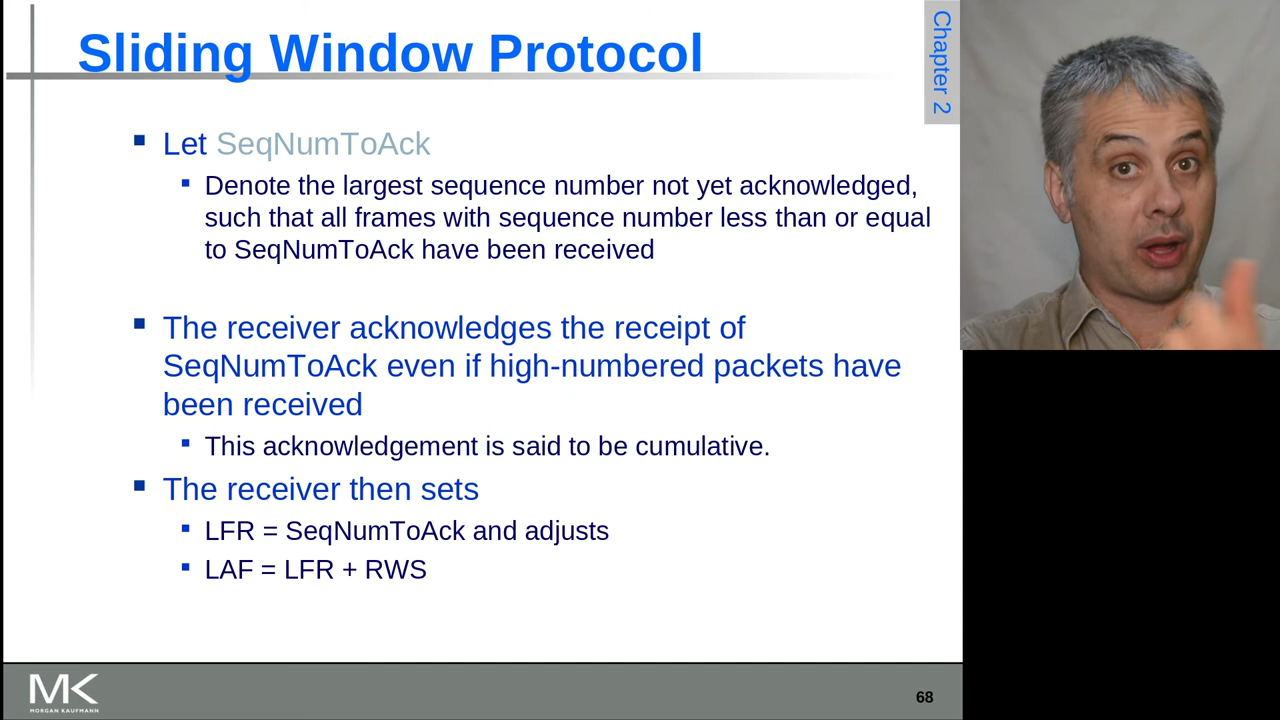 Sliding Window Protocol
Chapter 2
Let SeqNumToAck
Denote the largest sequence number not yet acknowledged,
such that all frames with sequence number less than or equal
to SeqNumToAck have been received
The receiver acknowledges the receipt of
SeqNumToAck even if high-numbered packets have
been received
This acknowledgement is said to be cumulative.
The receiver then sets
LFR = SeqNumToAck and adjusts
LAF = LFR + RWS
MK
MORGAN KAUFMANN
68